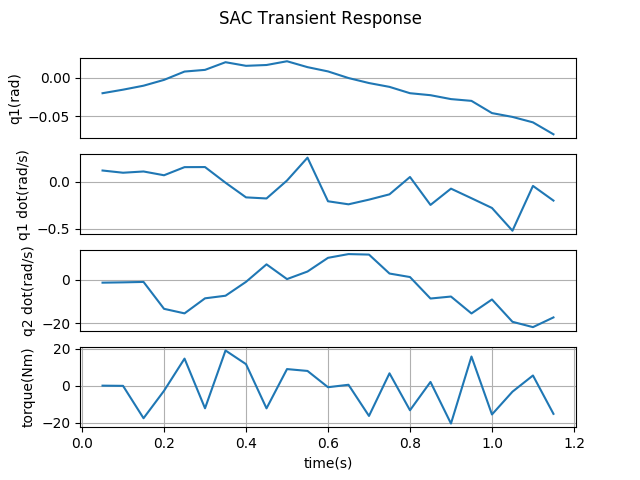 SAC Transient Response
q1(rad)
0.00
−0.05
q1 dot(rad/s)
0.0
−0.5
q2 dot(rad/s)
0
−20
torque(Nm)
20
0
−20
0.0 0.2 0.4 0.6 0.8 1.0 1.2
time(s)